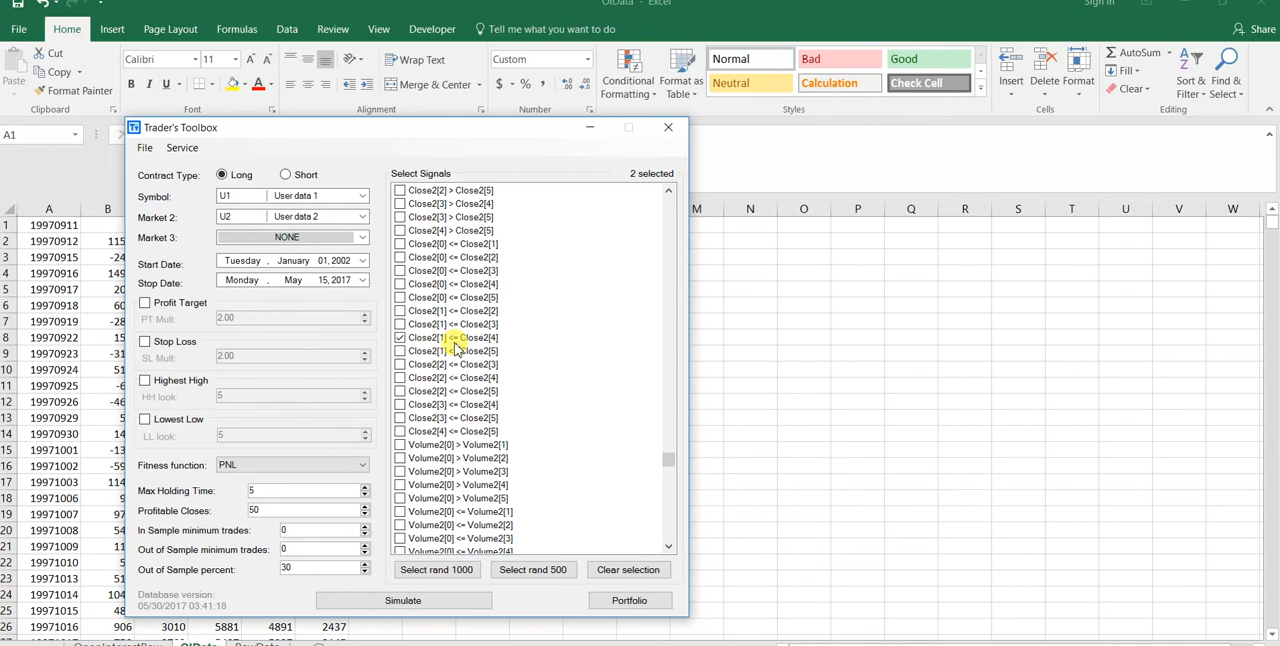 OIData - Excel
Sign in
File Home Insert Page Layout Formulas Data Review View Developer Tell me what you want to do Share
Cut
Copy
Format Painter
Paste
Calibri 11
B I U
Wrap Text
Merge & Center
Custom
$ % ,
Conditional Formatting
Format as Table
Normal Bad Good
Neutral Calculation Check Cell
Insert Delete Format
AutoSum
Fill
Clear
Sort & Filter
Find & Select
Clipboard Font Alignment Number Styles Cells Editing
A1
A B M N O P Q R S T U V W
1 19970911
2 19970912 115
3 19970915 -24
4 19970916 149
5 19970917
6 19970918 60
7 19970919 -28
8 19970922 15
9 19970923 -31
10 19970924
11 19970925 -6
12 19970926 -46
13 19970929 5
14 19970930 14
15 19971001 -13
16 19971002 -59
17 19971003 114
18 19971006 9
19 19971007 97
20 19971008 54
21 19971009 11
22 19971010 5
23 19971013 51
24 19971014 104
25 19971015 48
26 19971016 906 3010 5881 4891 2437
OIData
Trader's Toolbox
File Service
Contract Type: Long Short
Symbol: U1 User data 1
Market 2: U2 User data 2
Market 3: NONE
Start Date: Tuesday , January 01, 2002
Stop Date: Monday , May 15, 2017
Profit Target
PT Mult: 2.00
Stop Loss
SL Mult: 2.00
Highest High
HH look: 5
Lowest Low
LL look: 5
Fitness function: PNL
Max Holding Time: 5
Profitable Closes: 50
In Sample minimum trades: 0
Out of Sample minimum trades: 0
Out of Sample percent: 30
Database version:
05/30/2017 03:41:18
Simulate
Select Signals 2 selected
Close2[2] > Close2[5]
Close2[3] > Close2[4]
Close2[3] > Close2[5]
Close2[4] > Close2[5]
Close2[0] <= Close2[1]
Close2[0] <= Close2[2]
Close2[0] <= Close2[3]
Close2[0] <= Close2[4]
Close2[0] <= Close2[5]
Close2[1] <= Close2[2]
Close2[1] <= Close2[3]
Close2[1] <= Close2[4]
Close2[1] <= Close2[5]
Close2[2] <= Close2[3]
Close2[2] <= Close2[4]
Close2[2] <= Close2[5]
Close2[3] <= Close2[4]
Close2[3] <= Close2[5]
Close2[4] <= Close2[5]
Volume2[0] > Volume2[1]
Volume2[0] > Volume2[2]
Volume2[0] > Volume2[3]
Volume2[0] > Volume2[4]
Volume2[0] > Volume2[5]
Volume2[0] <= Volume2[1]
Volume2[0] <= Volume2[2]
Volume2[0] <= Volume2[3]
Volume2[0] <= Volume2[4]
Select rand 1000 Select rand 500 Clear selection
Portfolio